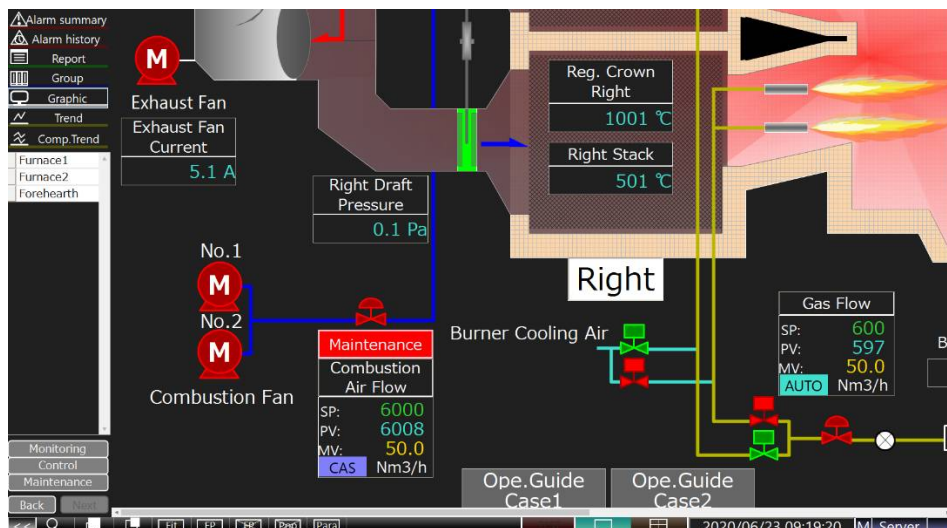 Alarm summary
Alarm history
Report
Group
Graphic
Trend
Comp.Trend
Furnace1
Furnace2
Forehearth
Monitoring
Control
Maintenance
Back
Next
M
Exhaust Fan
Exhaust Fan
Current
5.1 A
Right Draft
Pressure
0.1 Pa
Reg. Crown
Right
1001 ℃
Right Stack
501 ℃
Right
No.1
M
No.2
M
Combustion Fan
Maintenance
Combustion
Air Flow
SP: 6000
PV: 6008
MV: 50.0
CAS Nm3/h
Burner Cooling Air
Gas Flow
SP: 600
PV: 597
MV: 50.0
AUTO Nm3/h
B
Ope.Guide
Case1
Ope.Guide
Case2
<<
2020/06/23 09:19:20 M Server